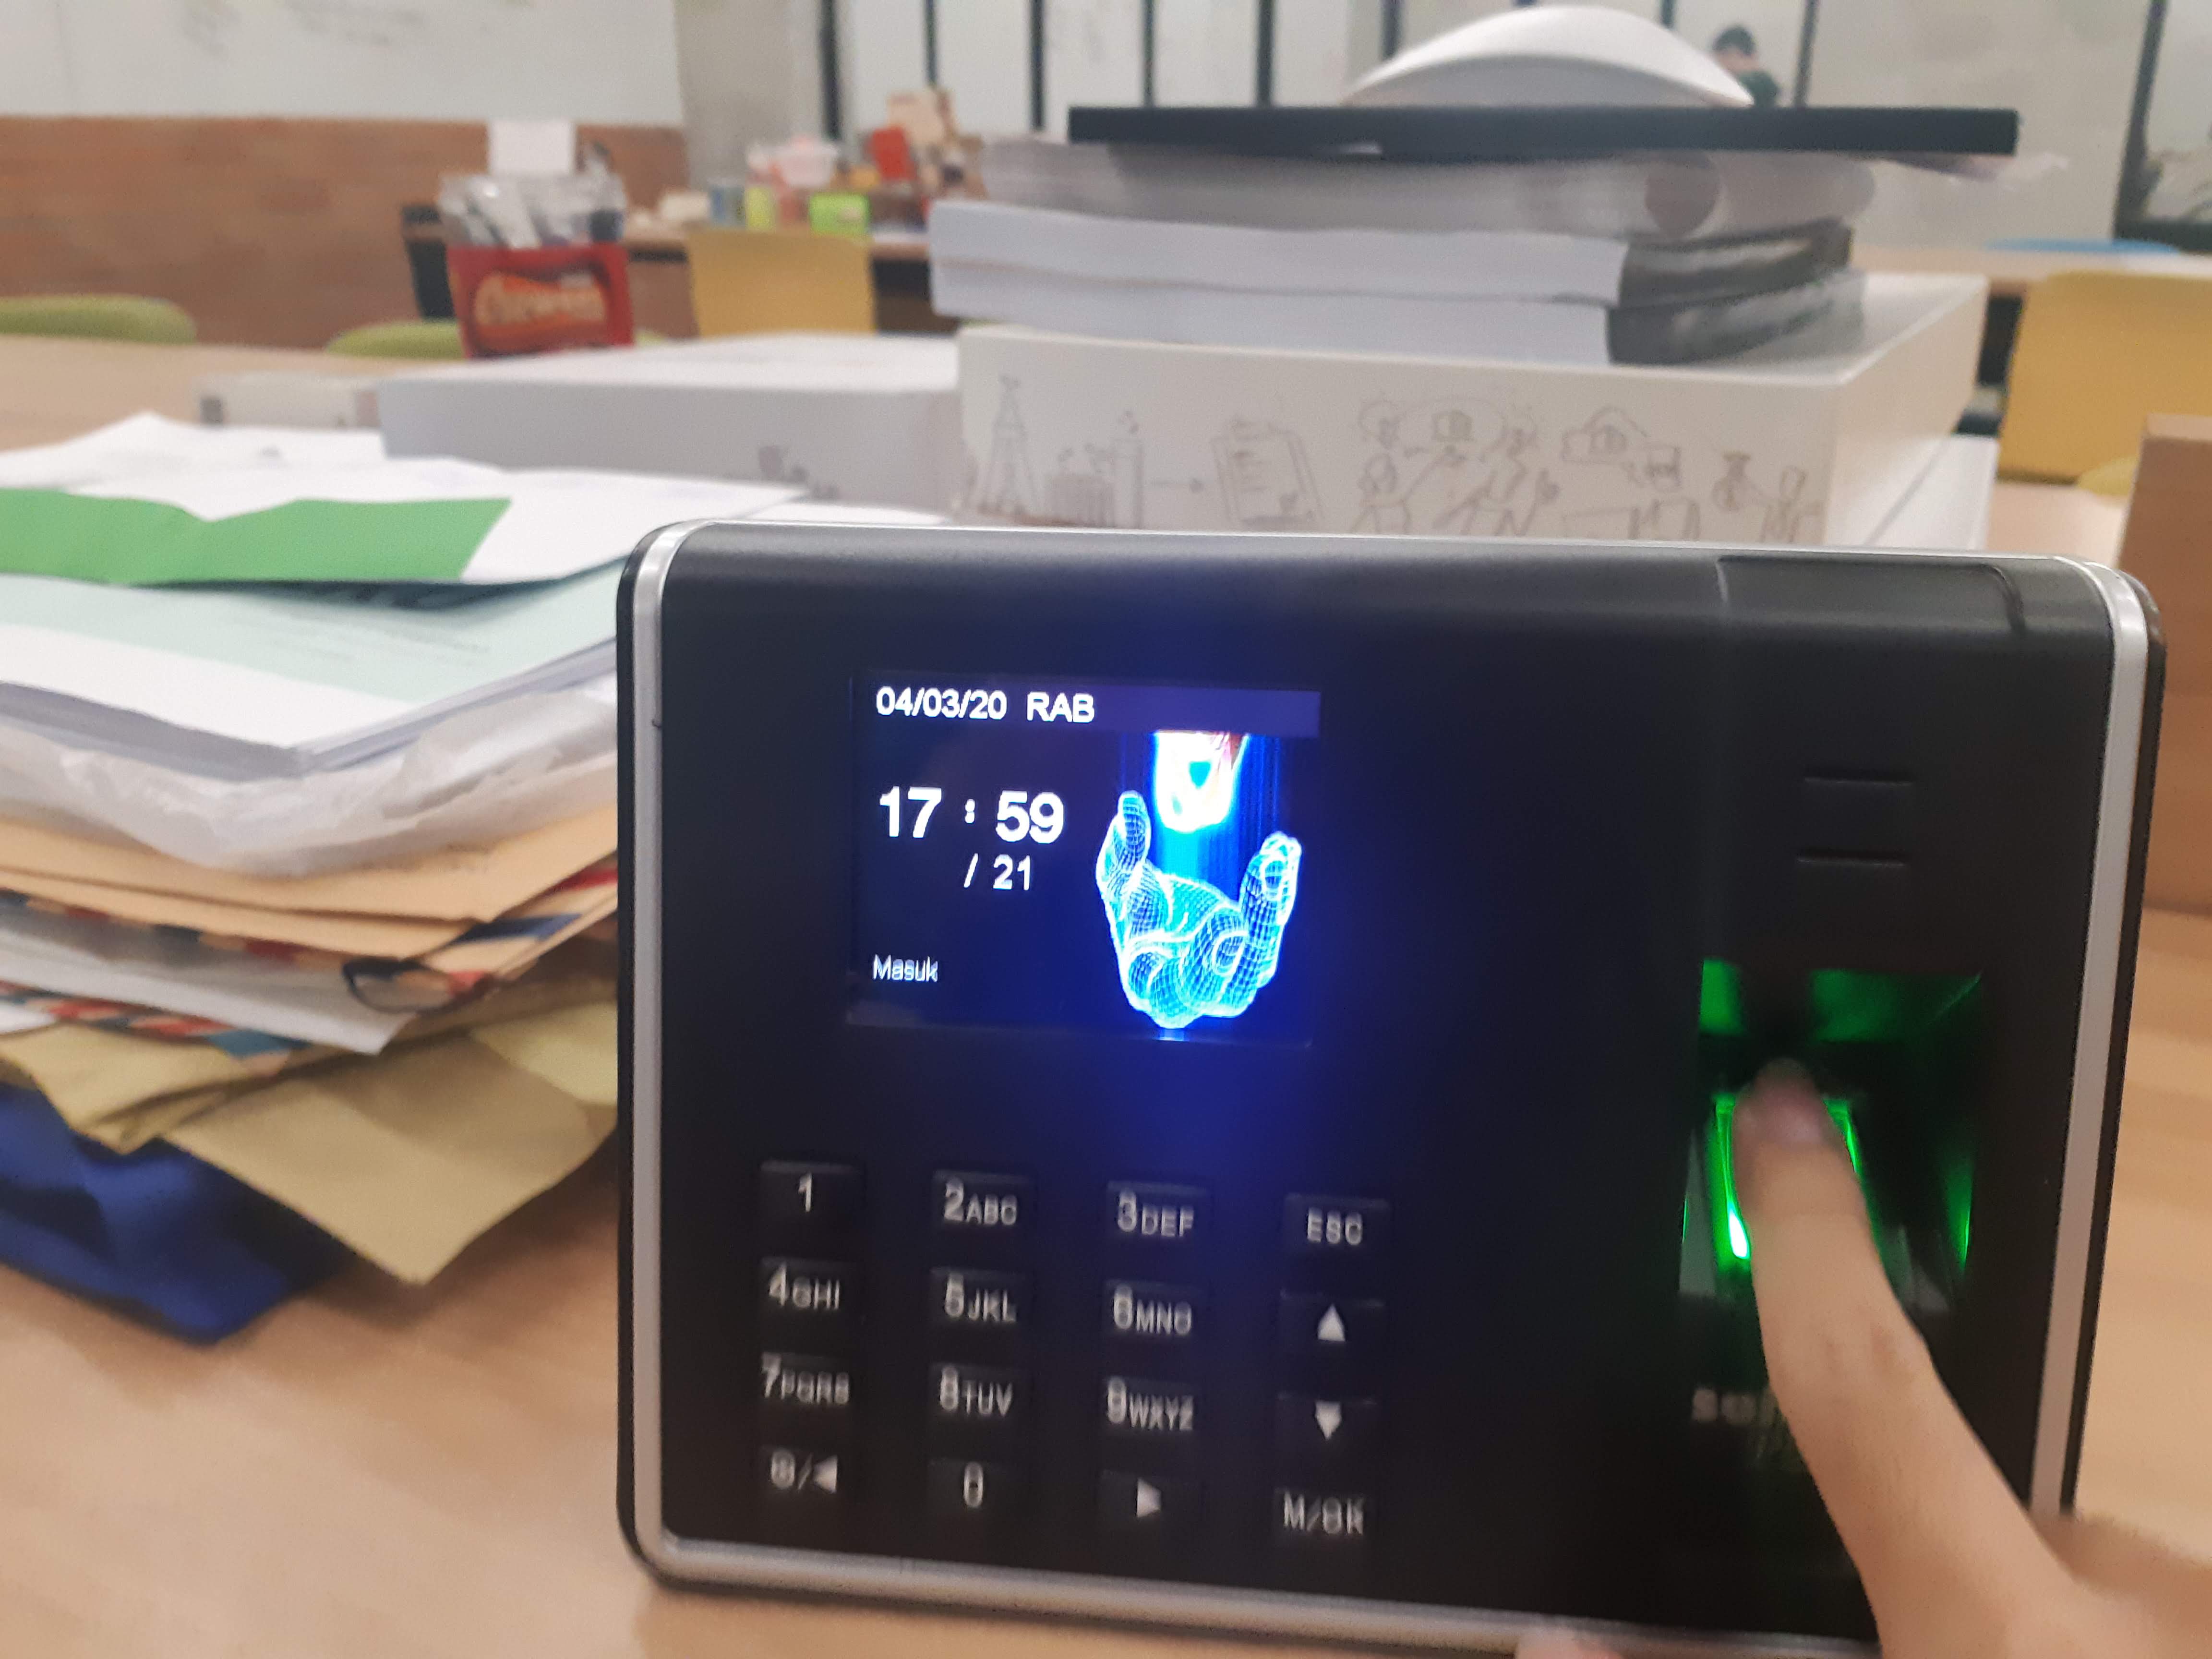 04/03/20 RAB
17 : 59
/ 21
Masuk
1 2ABC 3DEF ESC
4GHI 5JKL 6MNO ▲
7PQRS 8TUV 9WXYZ ▼
0 ▶ M/OK